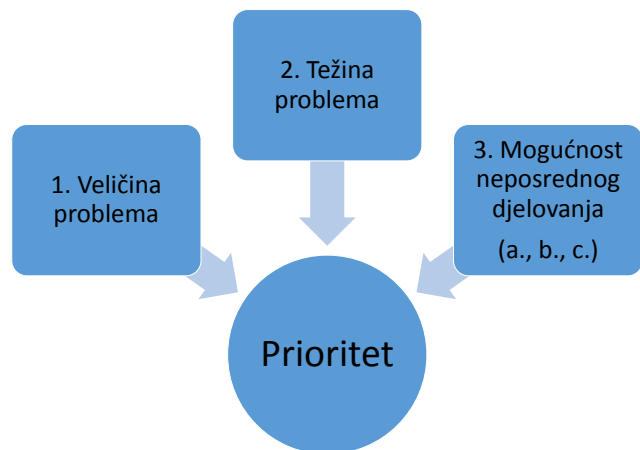 1. Veličina
problema
2. Težina
problema
3. Mogućnost
neposrednog
djelovanja
(a., b., c.)
Prioritet